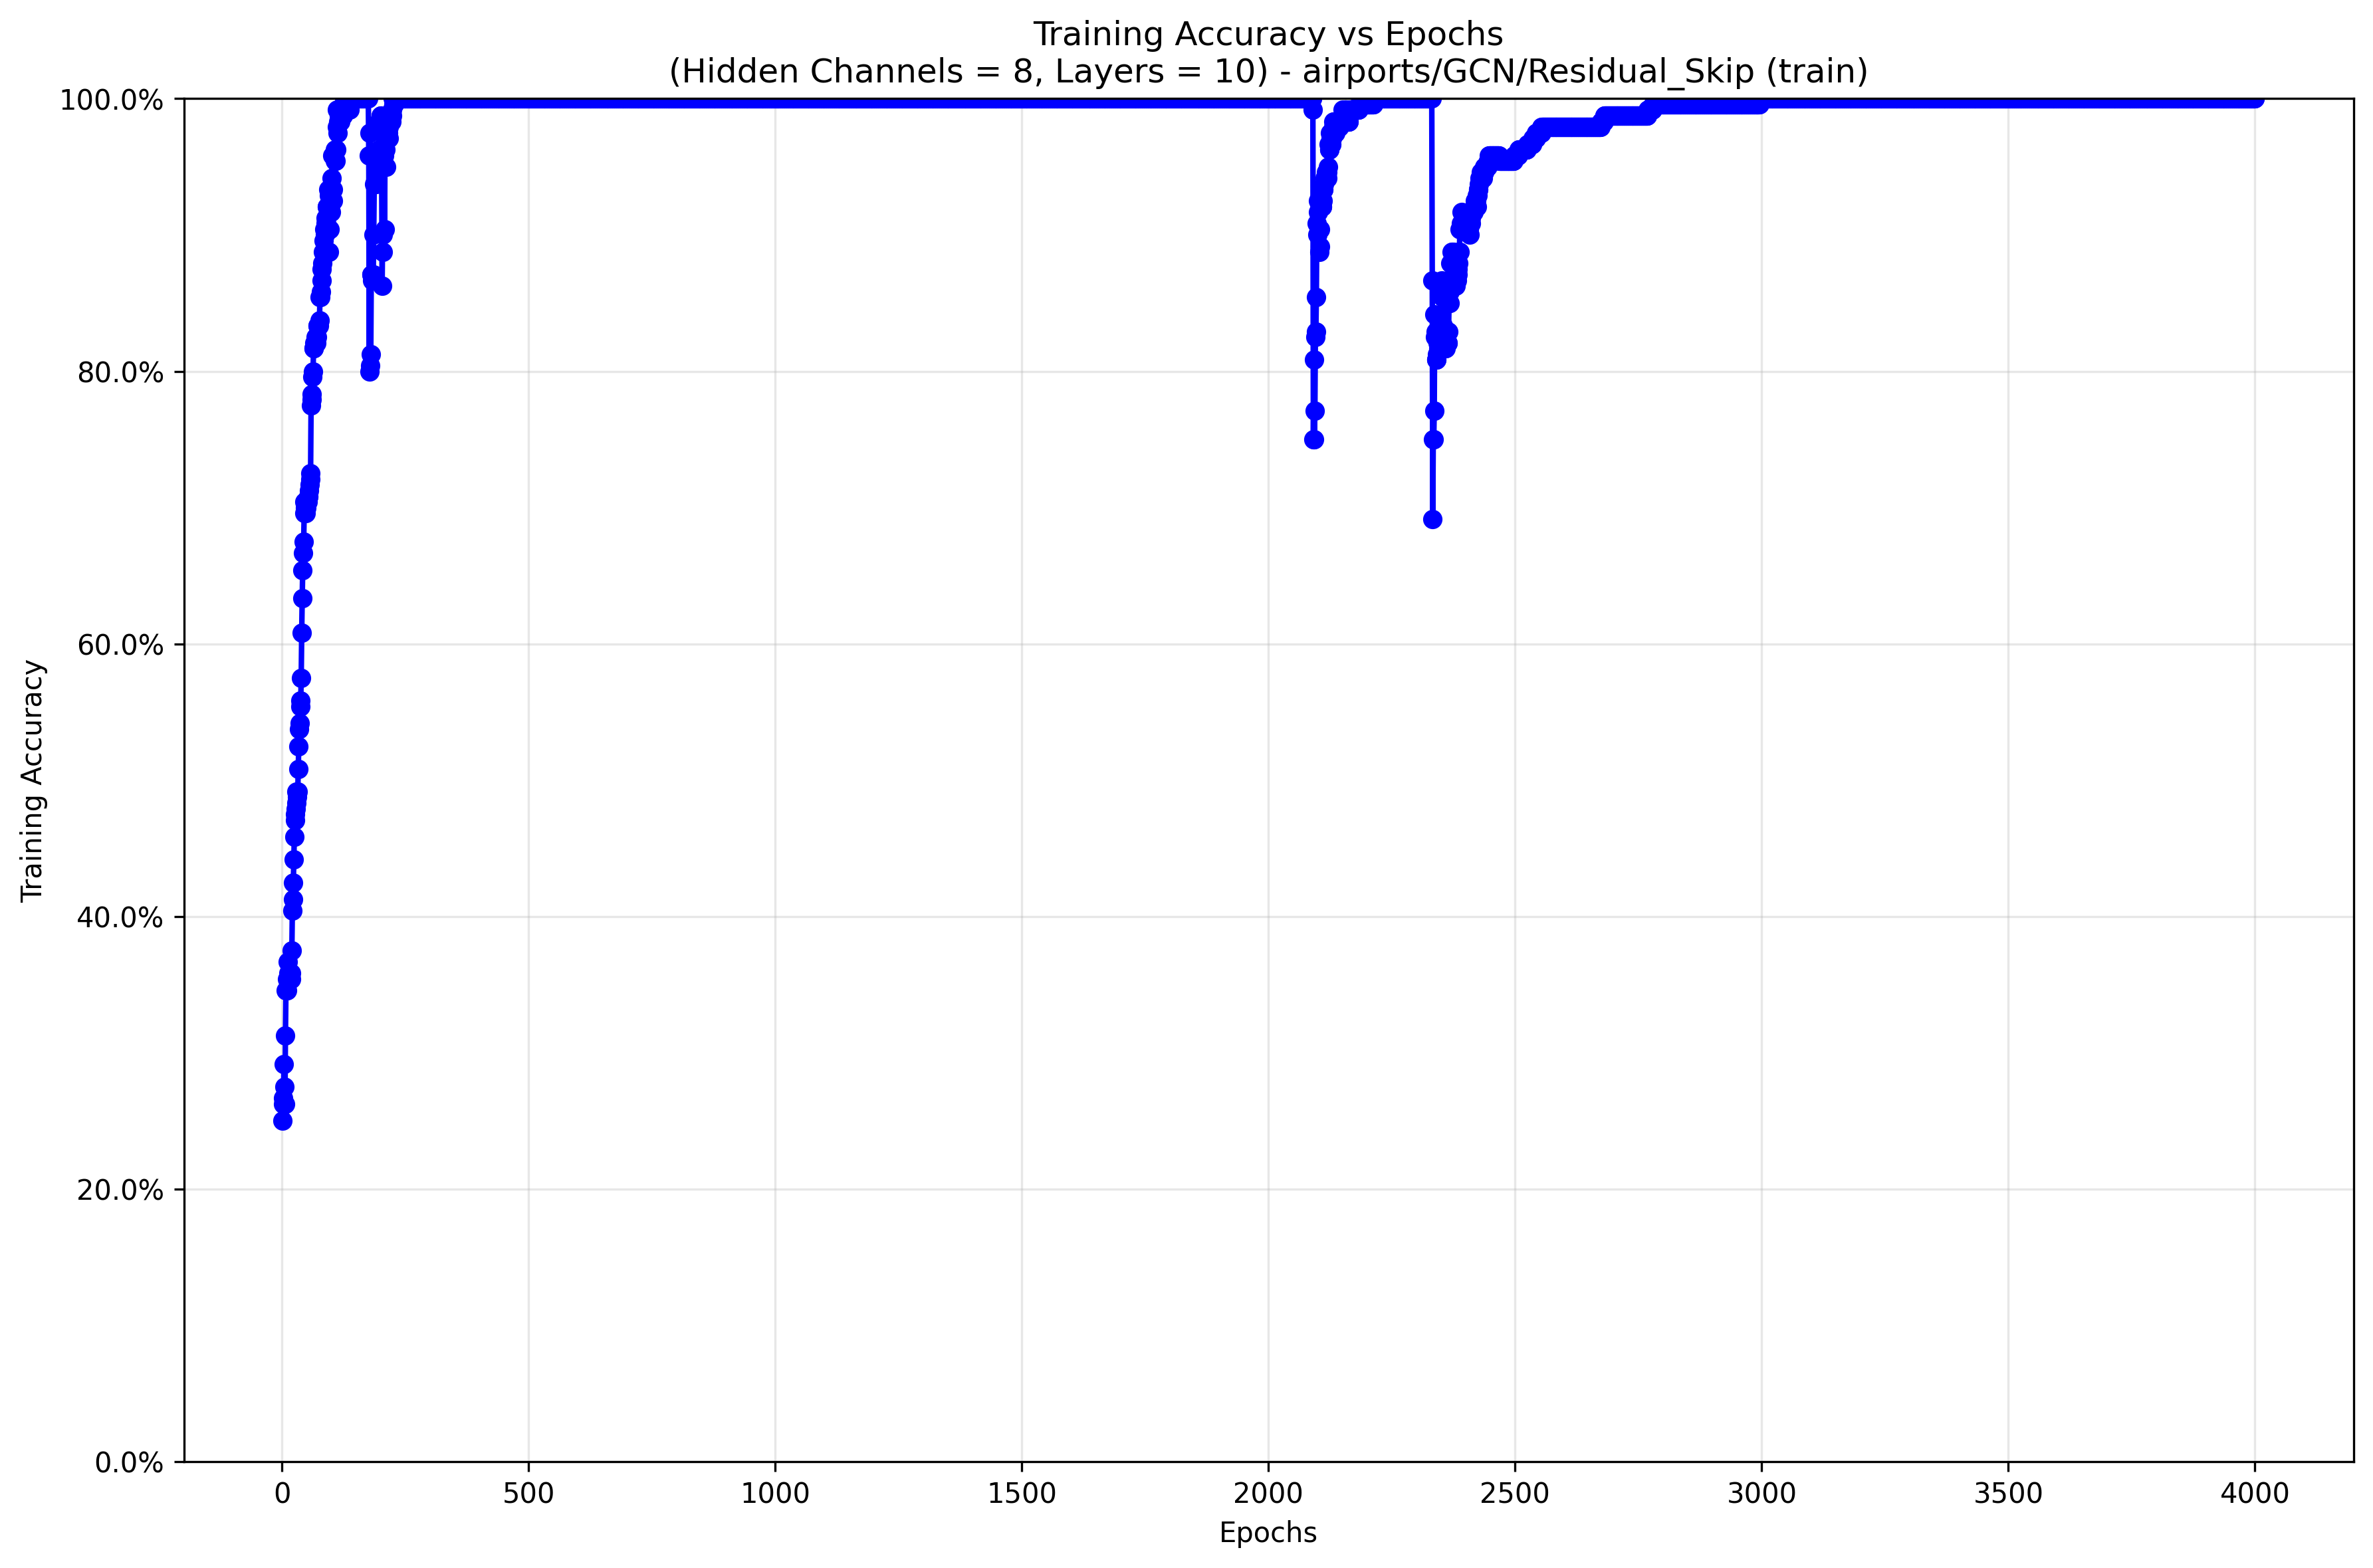 Training Accuracy vs Epochs
(Hidden Channels = 8, Layers = 10) - airports/GCN/Residual_Skip (train)
Training Accuracy
100.0%
80.0%
60.0%
40.0%
20.0%
0.0%
0 500 1000 1500 2000 2500 3000 3500 4000
Epochs